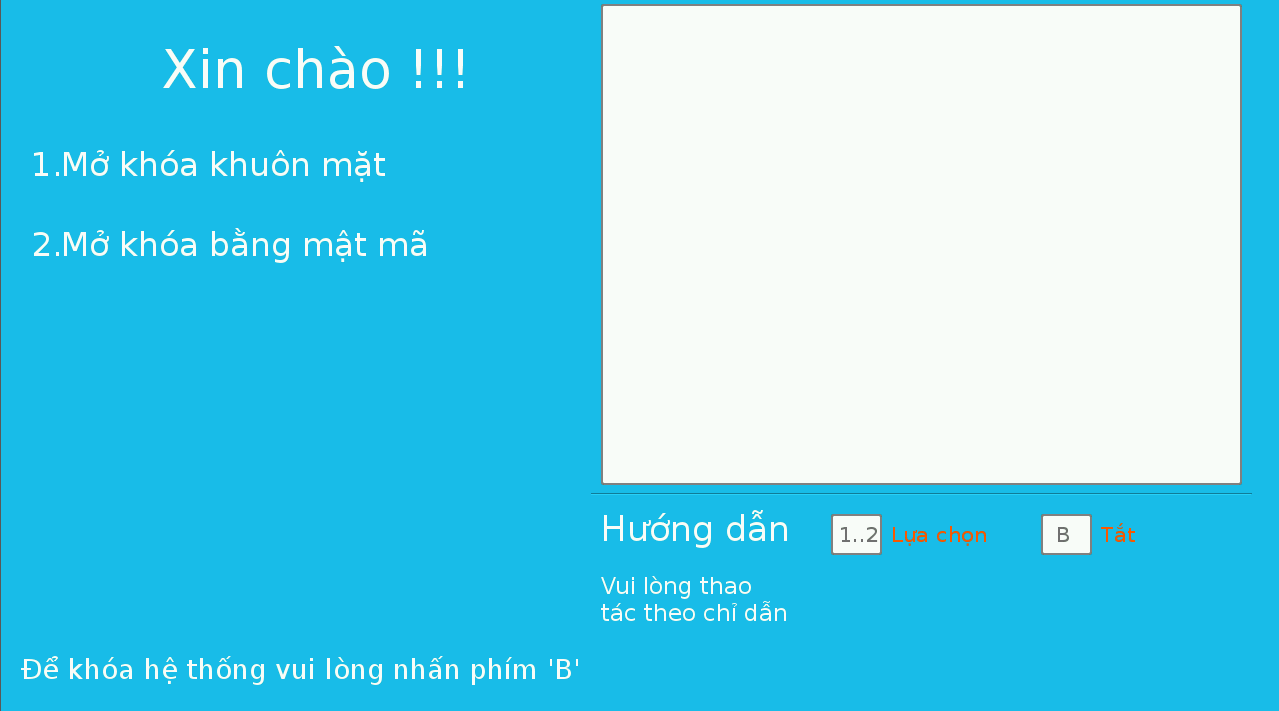 Xin chào !!!
1.Mở khóa khuôn mặt
2.Mở khóa bằng mật mã
Để khóa hệ thống vui lòng nhấn phím 'B'
Hướng dẫn
1..2 Lựa chọn
B Tắt
Vui lòng thao
tác theo chỉ dẫn